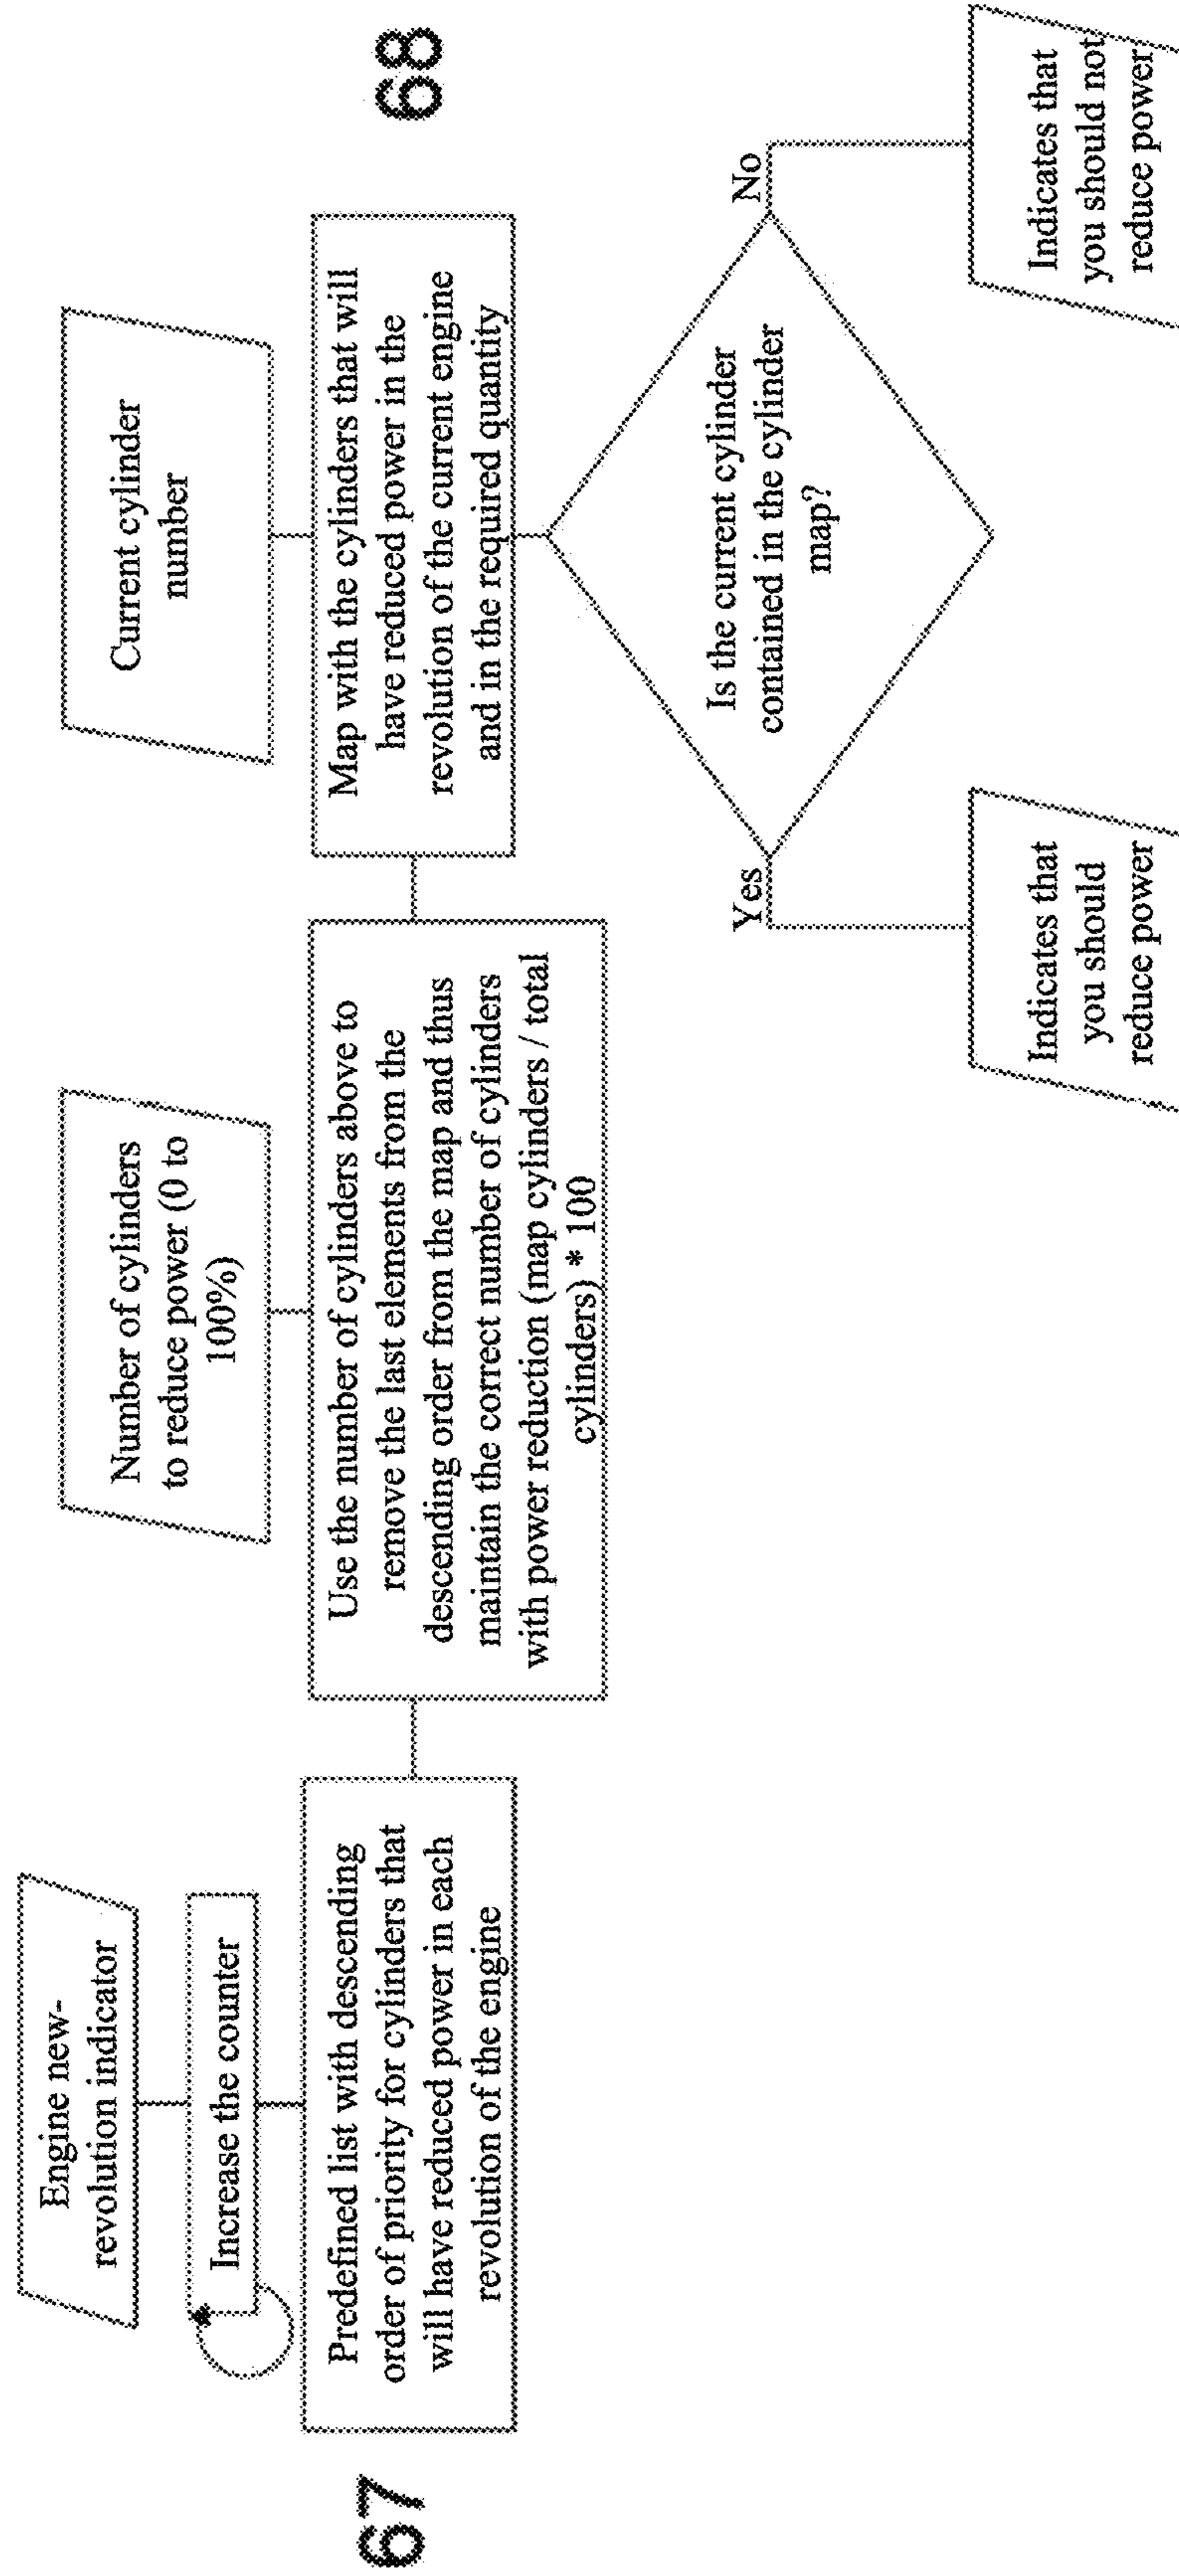 67
Engine new-
revolution indicator
Increase the counter
Predefined list with descending
order of priority for cylinders that
will have reduced power in each
revolution of the engine
Number of cylinders
to reduce power (0 to
100%)
Use the number of cylinders above to
remove the last elements from the
descending order from the map and thus
maintain the correct number of cylinders
with power reduction (map cylinders / total
cylinders) * 100
Current cylinder
number
Map with the cylinders that will
have reduced power in the
revolution of the current engine
and in the required quantity
68
Is the current cylinder
contained in the cylinder
map?
Yes
No
Indicates that
you should
reduce power
Indicates that
you should not
reduce power